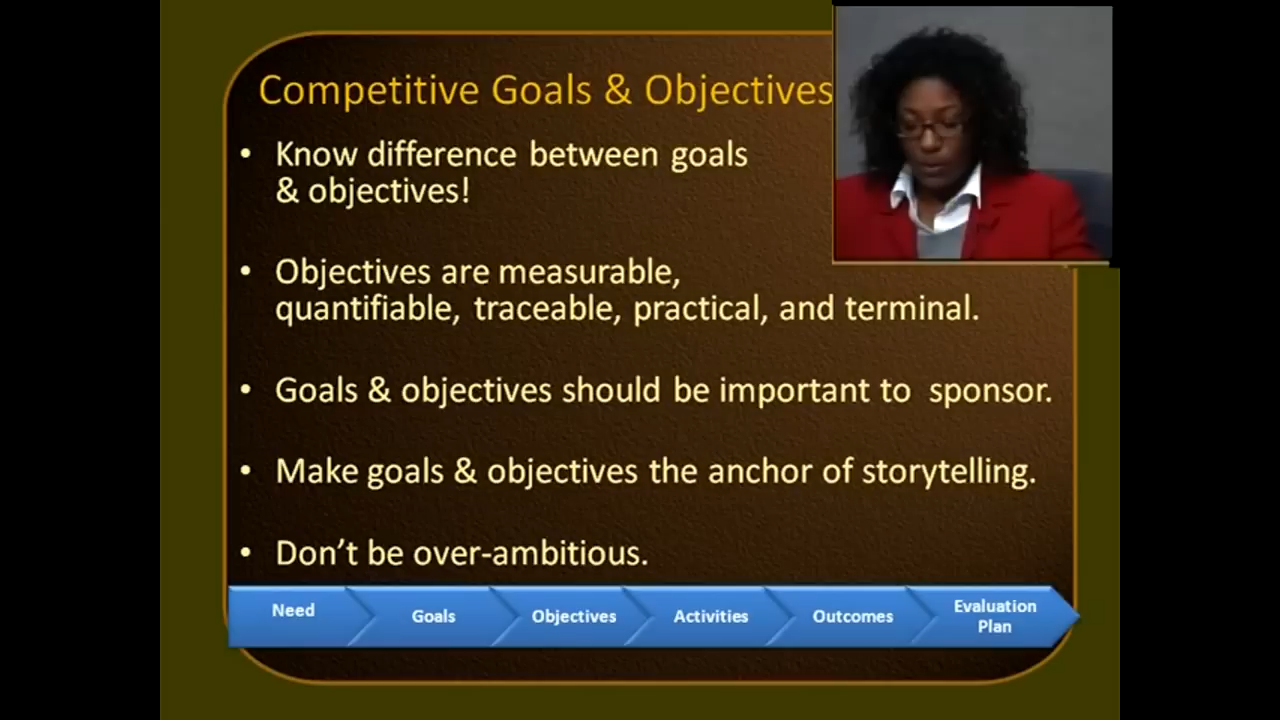 Competitive Goals & Objectives
• Know difference between goals
& objectives!
• Objectives are measurable,
quantifiable, traceable, practical, and terminal.
• Goals & objectives should be important to sponsor.
• Make goals & objectives the anchor of storytelling.
• Don’t be over-ambitious.
Need
Goals
Objectives
Activities
Outcomes
Evaluation
Plan